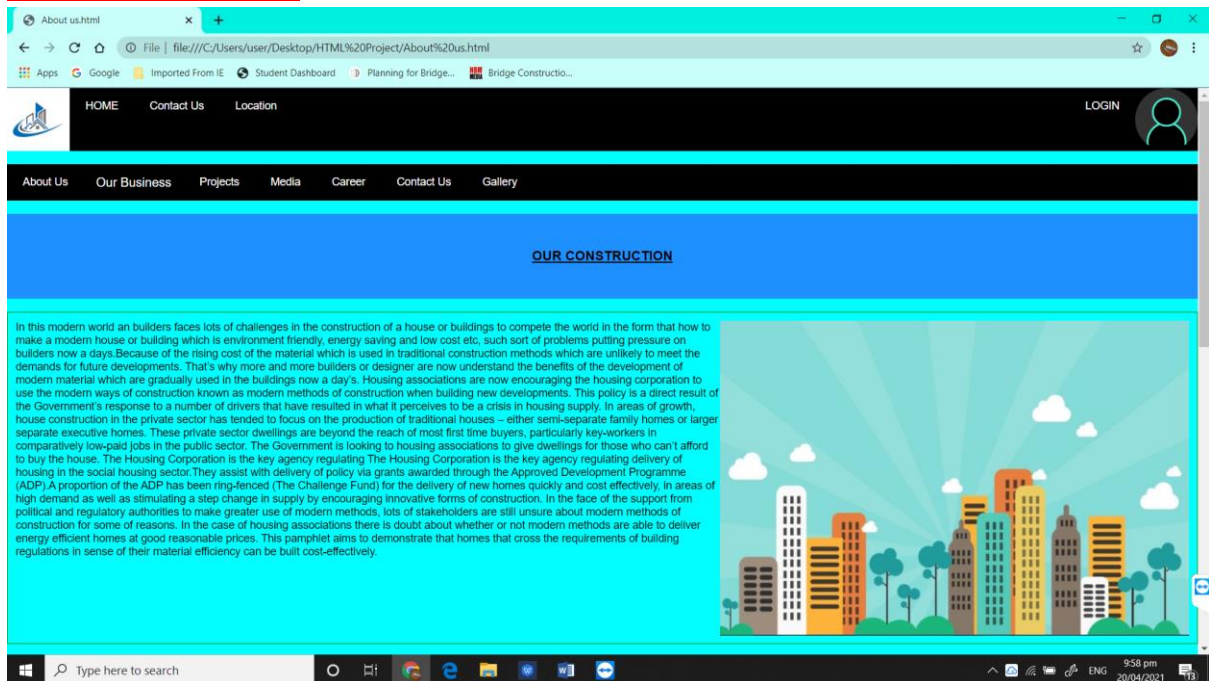 About us.html
File | file:///C:/Users/user/Desktop/HTML%20Project/About%20us.html
Apps Google Imported From IE Student Dashboard Planning for Bridge... Bridge Constructio...
HOME Contact Us Location LOGIN
About Us Our Business Projects Media Career Contact Us Gallery
OUR CONSTRUCTION
In this modern world an builders faces lots of challenges in the construction of a house or buildings to compete the world in the form that how to
make a modern house or building which is environment friendly, energy saving and low cost etc, such sort of problems putting pressure on
builders now a days.Because of the rising cost of the material which is used in traditional construction methods which are unlikely to meet the
demands for future developments. That's why more and more builders or designer are now understand the benefits of the development of
modern material which are gradually used in the buildings now a day's. Housing associations are now encouraging the housing corporation to
use the modern ways of construction known as modern methods of construction when building new developments. This policy is a direct result of
the Government's response to a number of drivers that have resulted in what it perceives to be a crisis in housing supply. In areas of growth,
house construction in the private sector has tended to focus on the production of traditional houses – either semi-separate family homes or larger
separate executive homes. These private sector dwellings are beyond the reach of most first time buyers, particularly key-workers in
comparatively low-paid jobs in the public sector. The Government is looking to housing associations to give dwellings for those who can't afford
to buy the house. The Housing Corporation is the key agency regulating The Housing Corporation is the key agency regulating delivery of
housing in the social housing sector.They assist with delivery of policy via grants awarded through the Approved Development Programme
(ADP).A proportion of the ADP has been ring-fenced (The Challenge Fund) for the delivery of new homes quickly and cost effectively, in areas of
high demand as well as stimulating a step change in supply by encouraging innovative forms of construction. In the face of the support from
political and regulatory authorities to make greater use of modern methods, lots of stakeholders are still unsure about modern methods of
construction for some of reasons. In the case of housing associations there is doubt about whether or not modern methods are able to deliver
energy efficient homes at good reasonable prices. This pamphlet aims to demonstrate that homes that cross the requirements of building
regulations in sense of their material efficiency can be built cost-effectively.
Type here to search
ENG 9:58 pm
20/04/2021